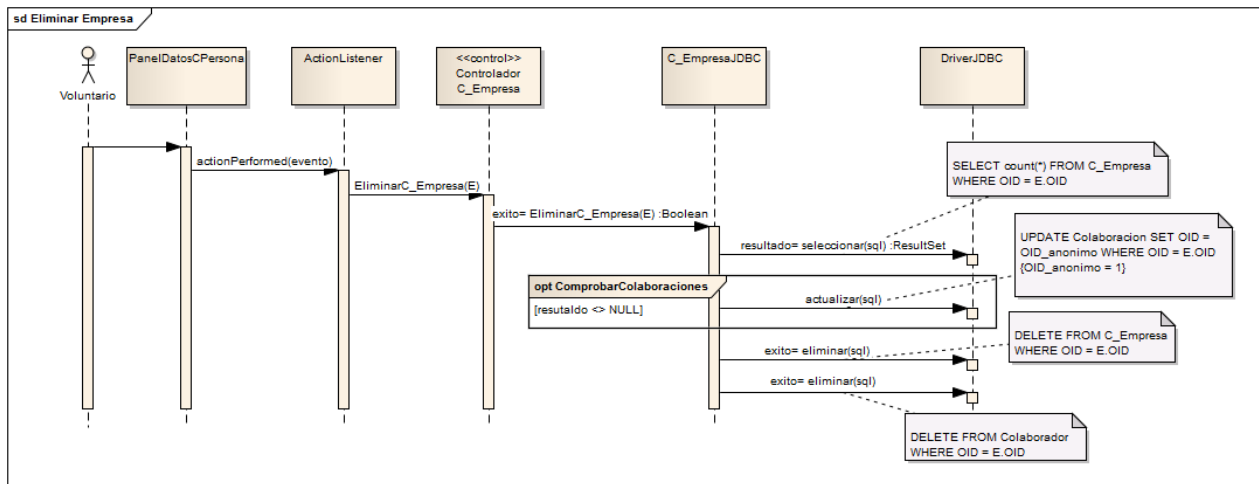 sd Eliminar Empresa
Voluntario
PanelDatosCPersona
ActionListener
<<control>>
Controlador
C_Empresa
C_EmpresaJDBC
DriverJDBC
actionPerformed(evento)
EliminarC_Empresa(E)
exito= EliminarC_Empresa(E) :Boolean
SELECT count(*) FROM C_Empresa
WHERE OID = E.OID
resultado= seleccionar(sql) :ResultSet
UPDATE Colaboracion SET OID =
OID_anonimo WHERE OID = E.OID
{OID_anonimo = 1}
opt ComprobarColaboraciones
[resutaldo <> NULL]
actualizar(sql)
DELETE FROM C_Empresa
WHERE OID = E.OID
exito= eliminar(sql)
exito= eliminar(sql)
DELETE FROM Colaborador
WHERE OID = E.OID